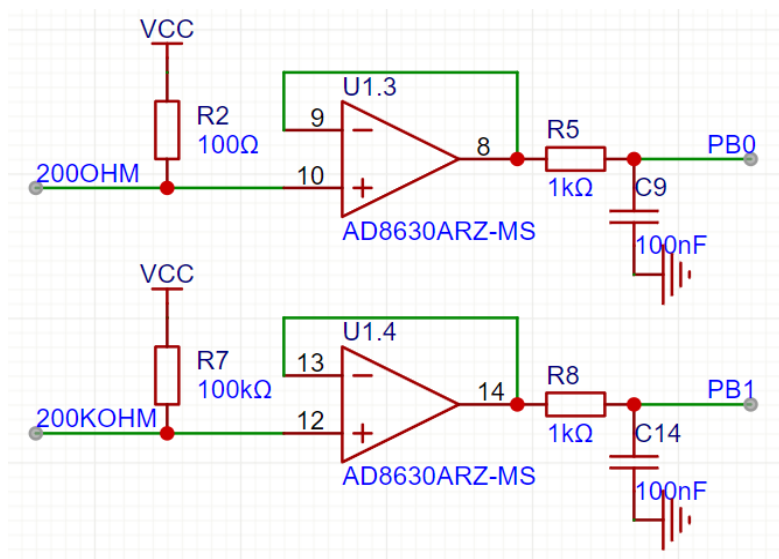 VCC
U1.3
R2
100Ω
9
8
R5
PB0
200OHM
10
1kΩ
C9
AD8630ARZ-MS
100nF
VCC
U1.4
R7
100kΩ
13
14
R8
PB1
200KOHM
12
1kΩ
C14
AD8630ARZ-MS
100nF